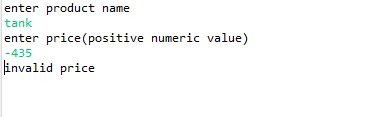 enter product name
tank
enter price(positive numeric value)
-435
invalid price